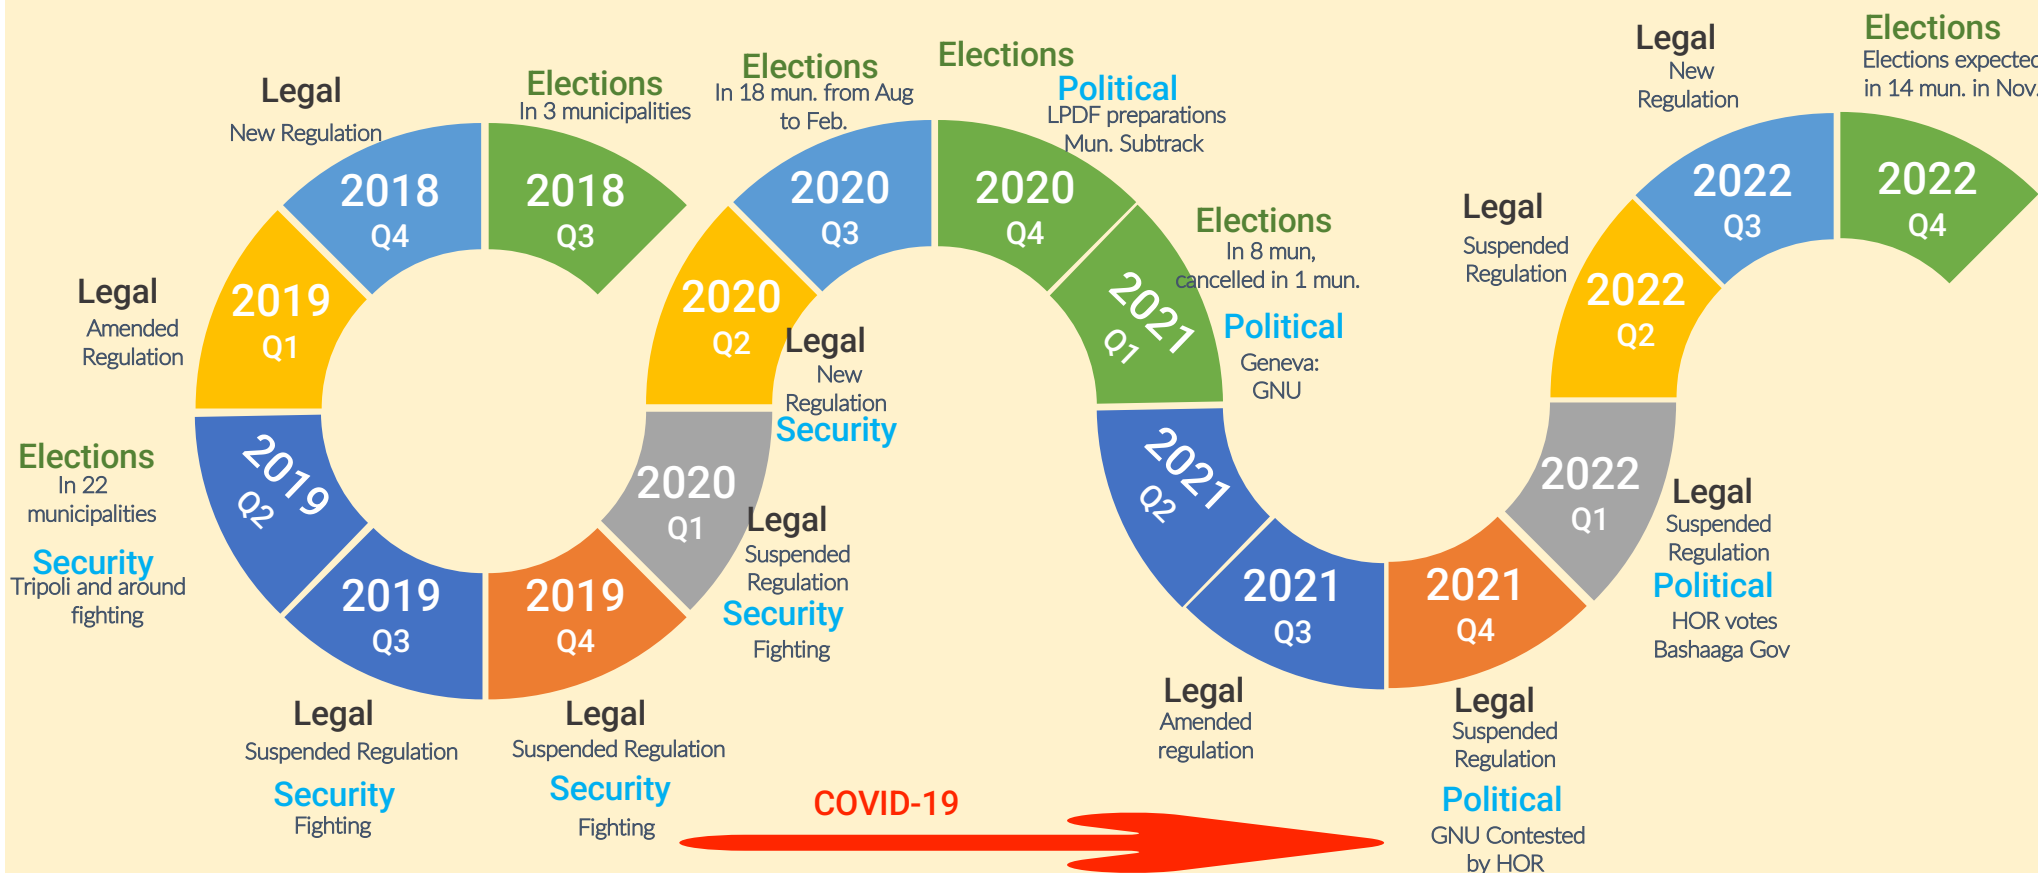 Elections
In 3 municipalities
2018
Q3
Legal
New Regulation
2018
Q4
Legal
Amended
Regulation
2019
Q1
Elections
In 22
municipalities
Security
Tripoli and around
fighting
2019
Q2
2019
Q3
Legal
Suspended Regulation
Security
Fighting
2019
Q4
Legal
Suspended Regulation
Security
Fighting
2020
Q1
Legal
Suspended
Regulation
Security
Fighting
2020
Q2
Legal
New
Regulation
Security
Elections
In 18 mun. from Aug
to Feb.
2020
Q3
Elections
Political
LPDF preparations
Mun. Subtrack
2020
Q4
Elections
In 8 mun,
cancelled in 1 mun.
Political
Geneva:
GNU
2021
Q1
2021
Q2
2021
Q3
Legal
Amended
regulation
2021
Q4
Legal
Suspended
Regulation
Political
GNU Contested
by HOR
2022
Q1
Legal
Suspended
Regulation
Political
HOR votes
Bashaaga Gov
Legal
Suspended
Regulation
2022
Q2
Legal
New
Regulation
2022
Q3
Elections
Elections expected
in 14 mun. in Nov.
2022
Q4
COVID-19